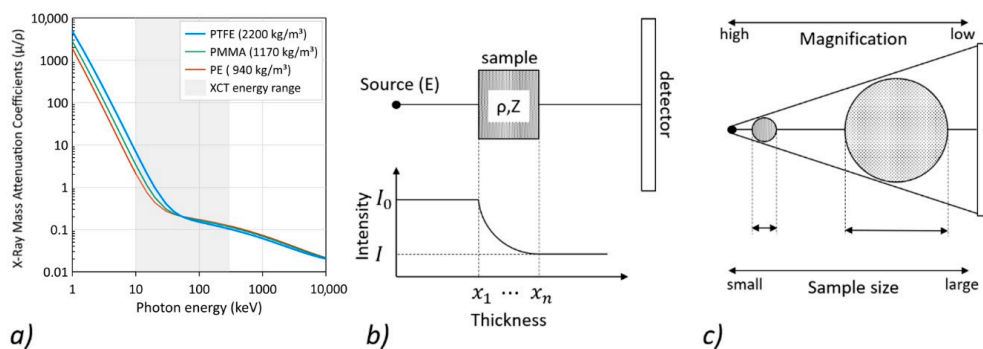 10,000
1000
100
10
1
0.1
0.01
X-Ray Mass Attenuation Coefficients (μ/ρ)
PTFE (2200 kg/m³)
PMMA (1170 kg/m³)
PE ( 940 kg/m³)
XCT energy range
1
10
100
1000
10,000
Photon energy (keV)
a)
sample
Source (E)
ρ,Z
detector
Intensity
I₀
I
x₁ ⋯ xₙ
Thickness
b)
high
Magnification
low
small
Sample size
large
c)